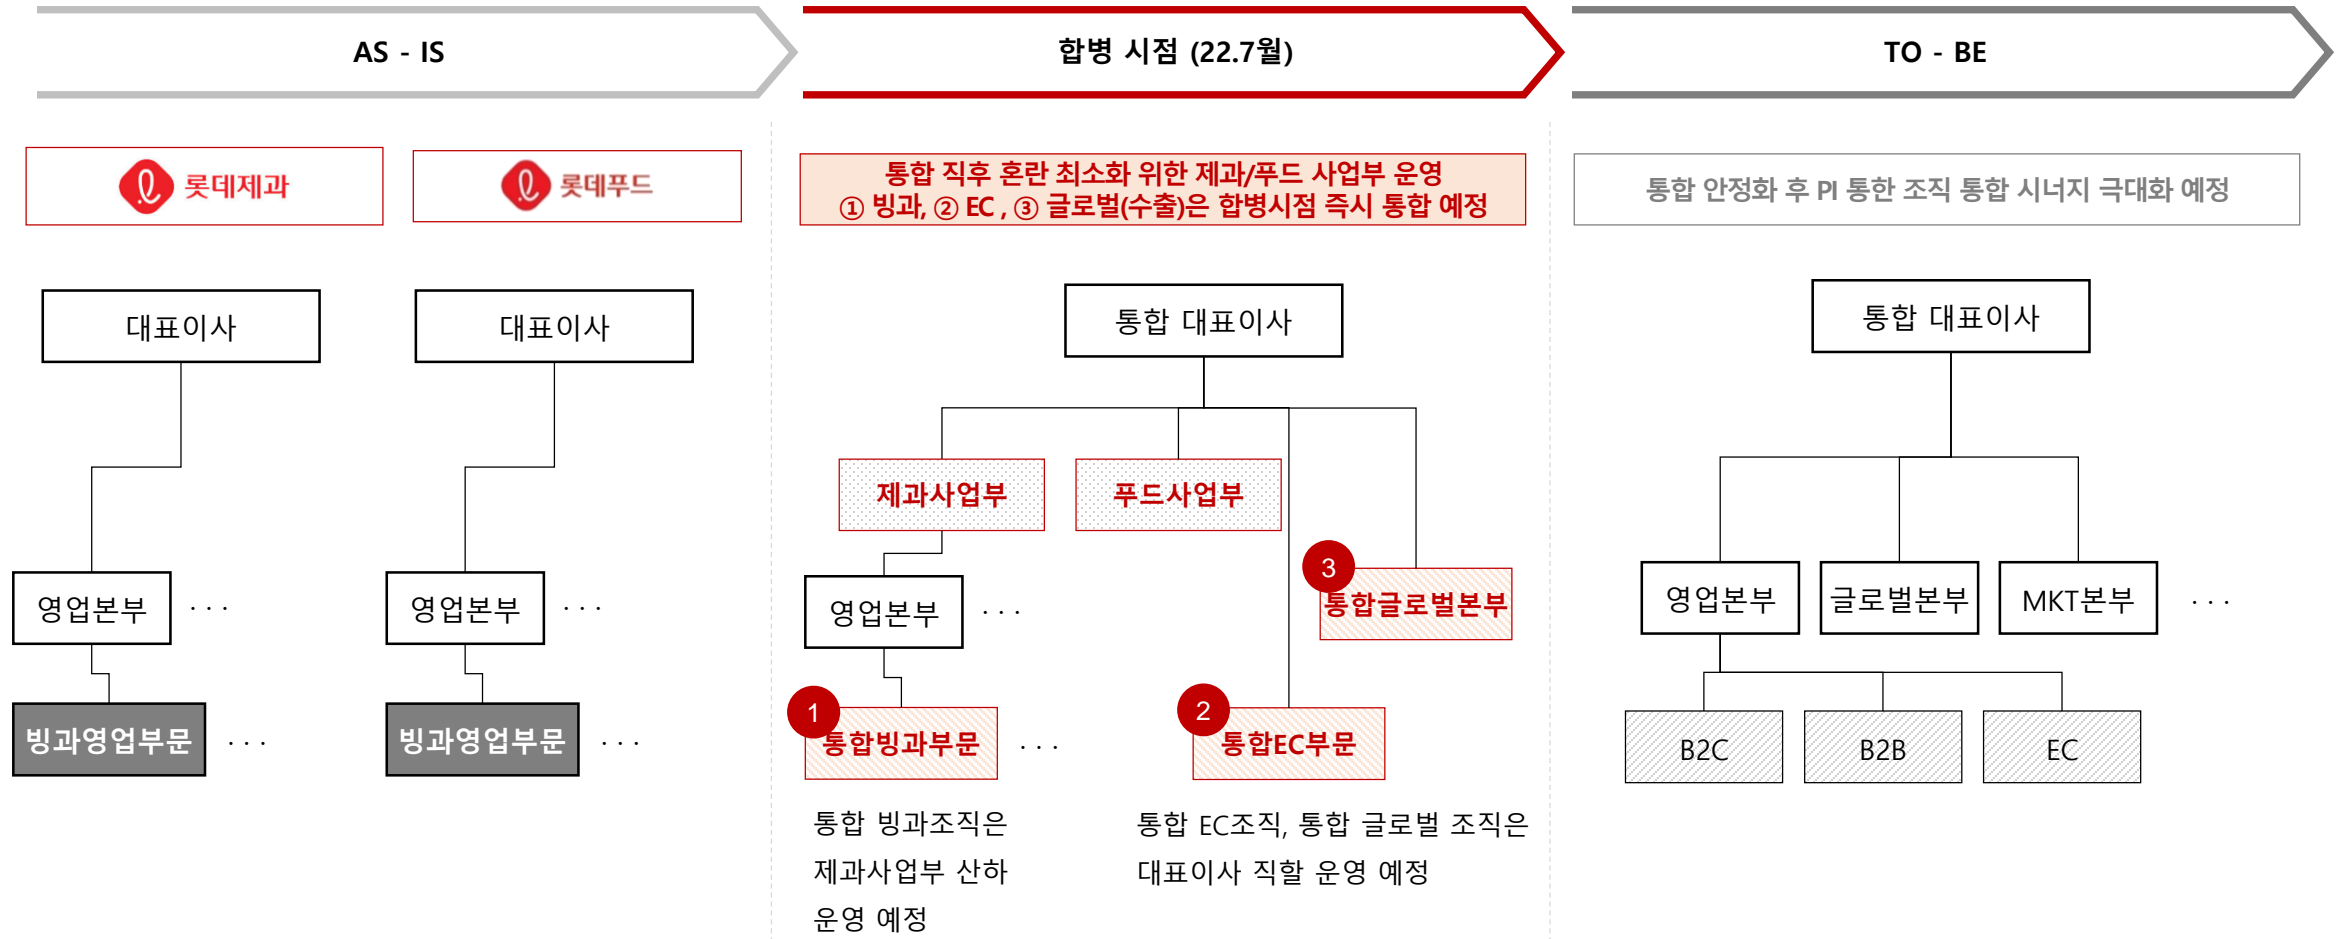 AS - IS
합병 시점 (22.7월)
TO - BE
롯데제과
롯데푸드
통합 직후 혼란 최소화 위한 제과/푸드 사업부 운영
① 빙과, ② EC , ③ 글로벌(수출)은 합병시점 즉시 통합 예정
통합 안정화 후 PI 통한 조직 통합 시너지 극대화 예정
대표이사
영업본부
. . .
빙과영업부문
. . .
대표이사
영업본부
. . .
빙과영업부문
. . .
통합 대표이사
제과사업부
푸드사업부
영업본부
. . .
3
통합글로벌본부
1
통합빙과부문
. . .
2
통합EC부문
통합 빙과조직은
제과사업부 산하
운영 예정
통합 EC조직, 통합 글로벌 조직은
대표이사 직할 운영 예정
통합 대표이사
영업본부
글로벌본부
MKT본부
. . .
B2C
B2B
EC